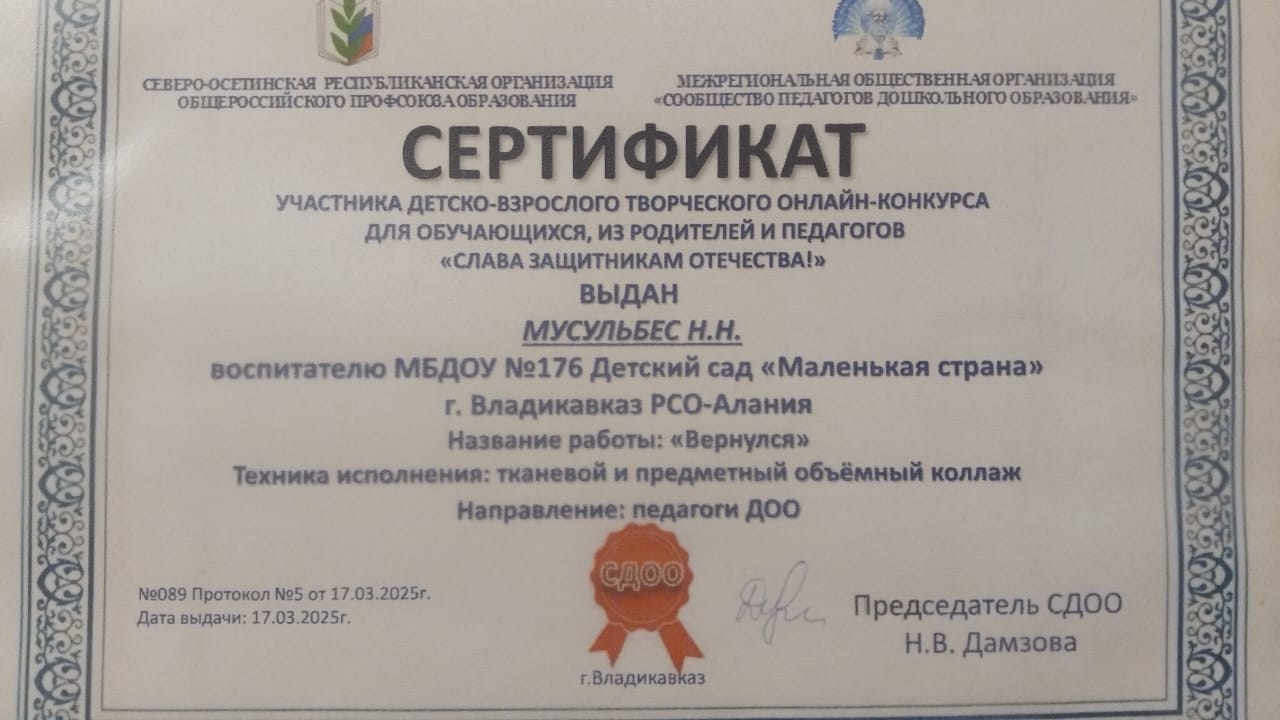 СЕВЕРО-ОСЕТИНСКАЯ РЕСПУБЛИКАНСКАЯ ОРГАНИЗАЦИЯ
ОБЩЕРОССИЙСКОГО ПРОФСОЮЗА ОБРАЗОВАНИЯ
МЕЖРЕГИОНАЛЬНАЯ ОБЩЕСТВЕННАЯ ОРГАНИЗАЦИЯ
«СООБЩЕСТВО ПЕДАГОГОВ ДОШКОЛЬНОГО ОБРАЗОВАНИЯ»
СЕРТИФИКАТ
УЧАСТНИКА ДЕТСКО-ВЗРОСЛОГО ТВОРЧЕСКОГО ОНЛАЙН-КОНКУРСА
ДЛЯ ОБУЧАЮЩИХСЯ, ИЗ РОДИТЕЛЕЙ И ПЕДАГОГОВ
«СЛАВА ЗАЩИТНИКАМ ОТЕЧЕСТВА!»
ВЫДАН
МУСУЛЬБЕС Н.Н.
воспитателю МБДОУ №176 Детский сад «Маленькая страна»
г. Владикавказ РСО-Алания
Название работы: «Вернулся»
Техника исполнения: тканевой и предметный объёмный коллаж
Направление: педагоги ДОО
СДОО
№089 Протокол №5 от 17.03.2025г.
Дата выдачи: 17.03.2025г.
Председатель СДОО
Н.В. Дамзова
г.Владикавказ